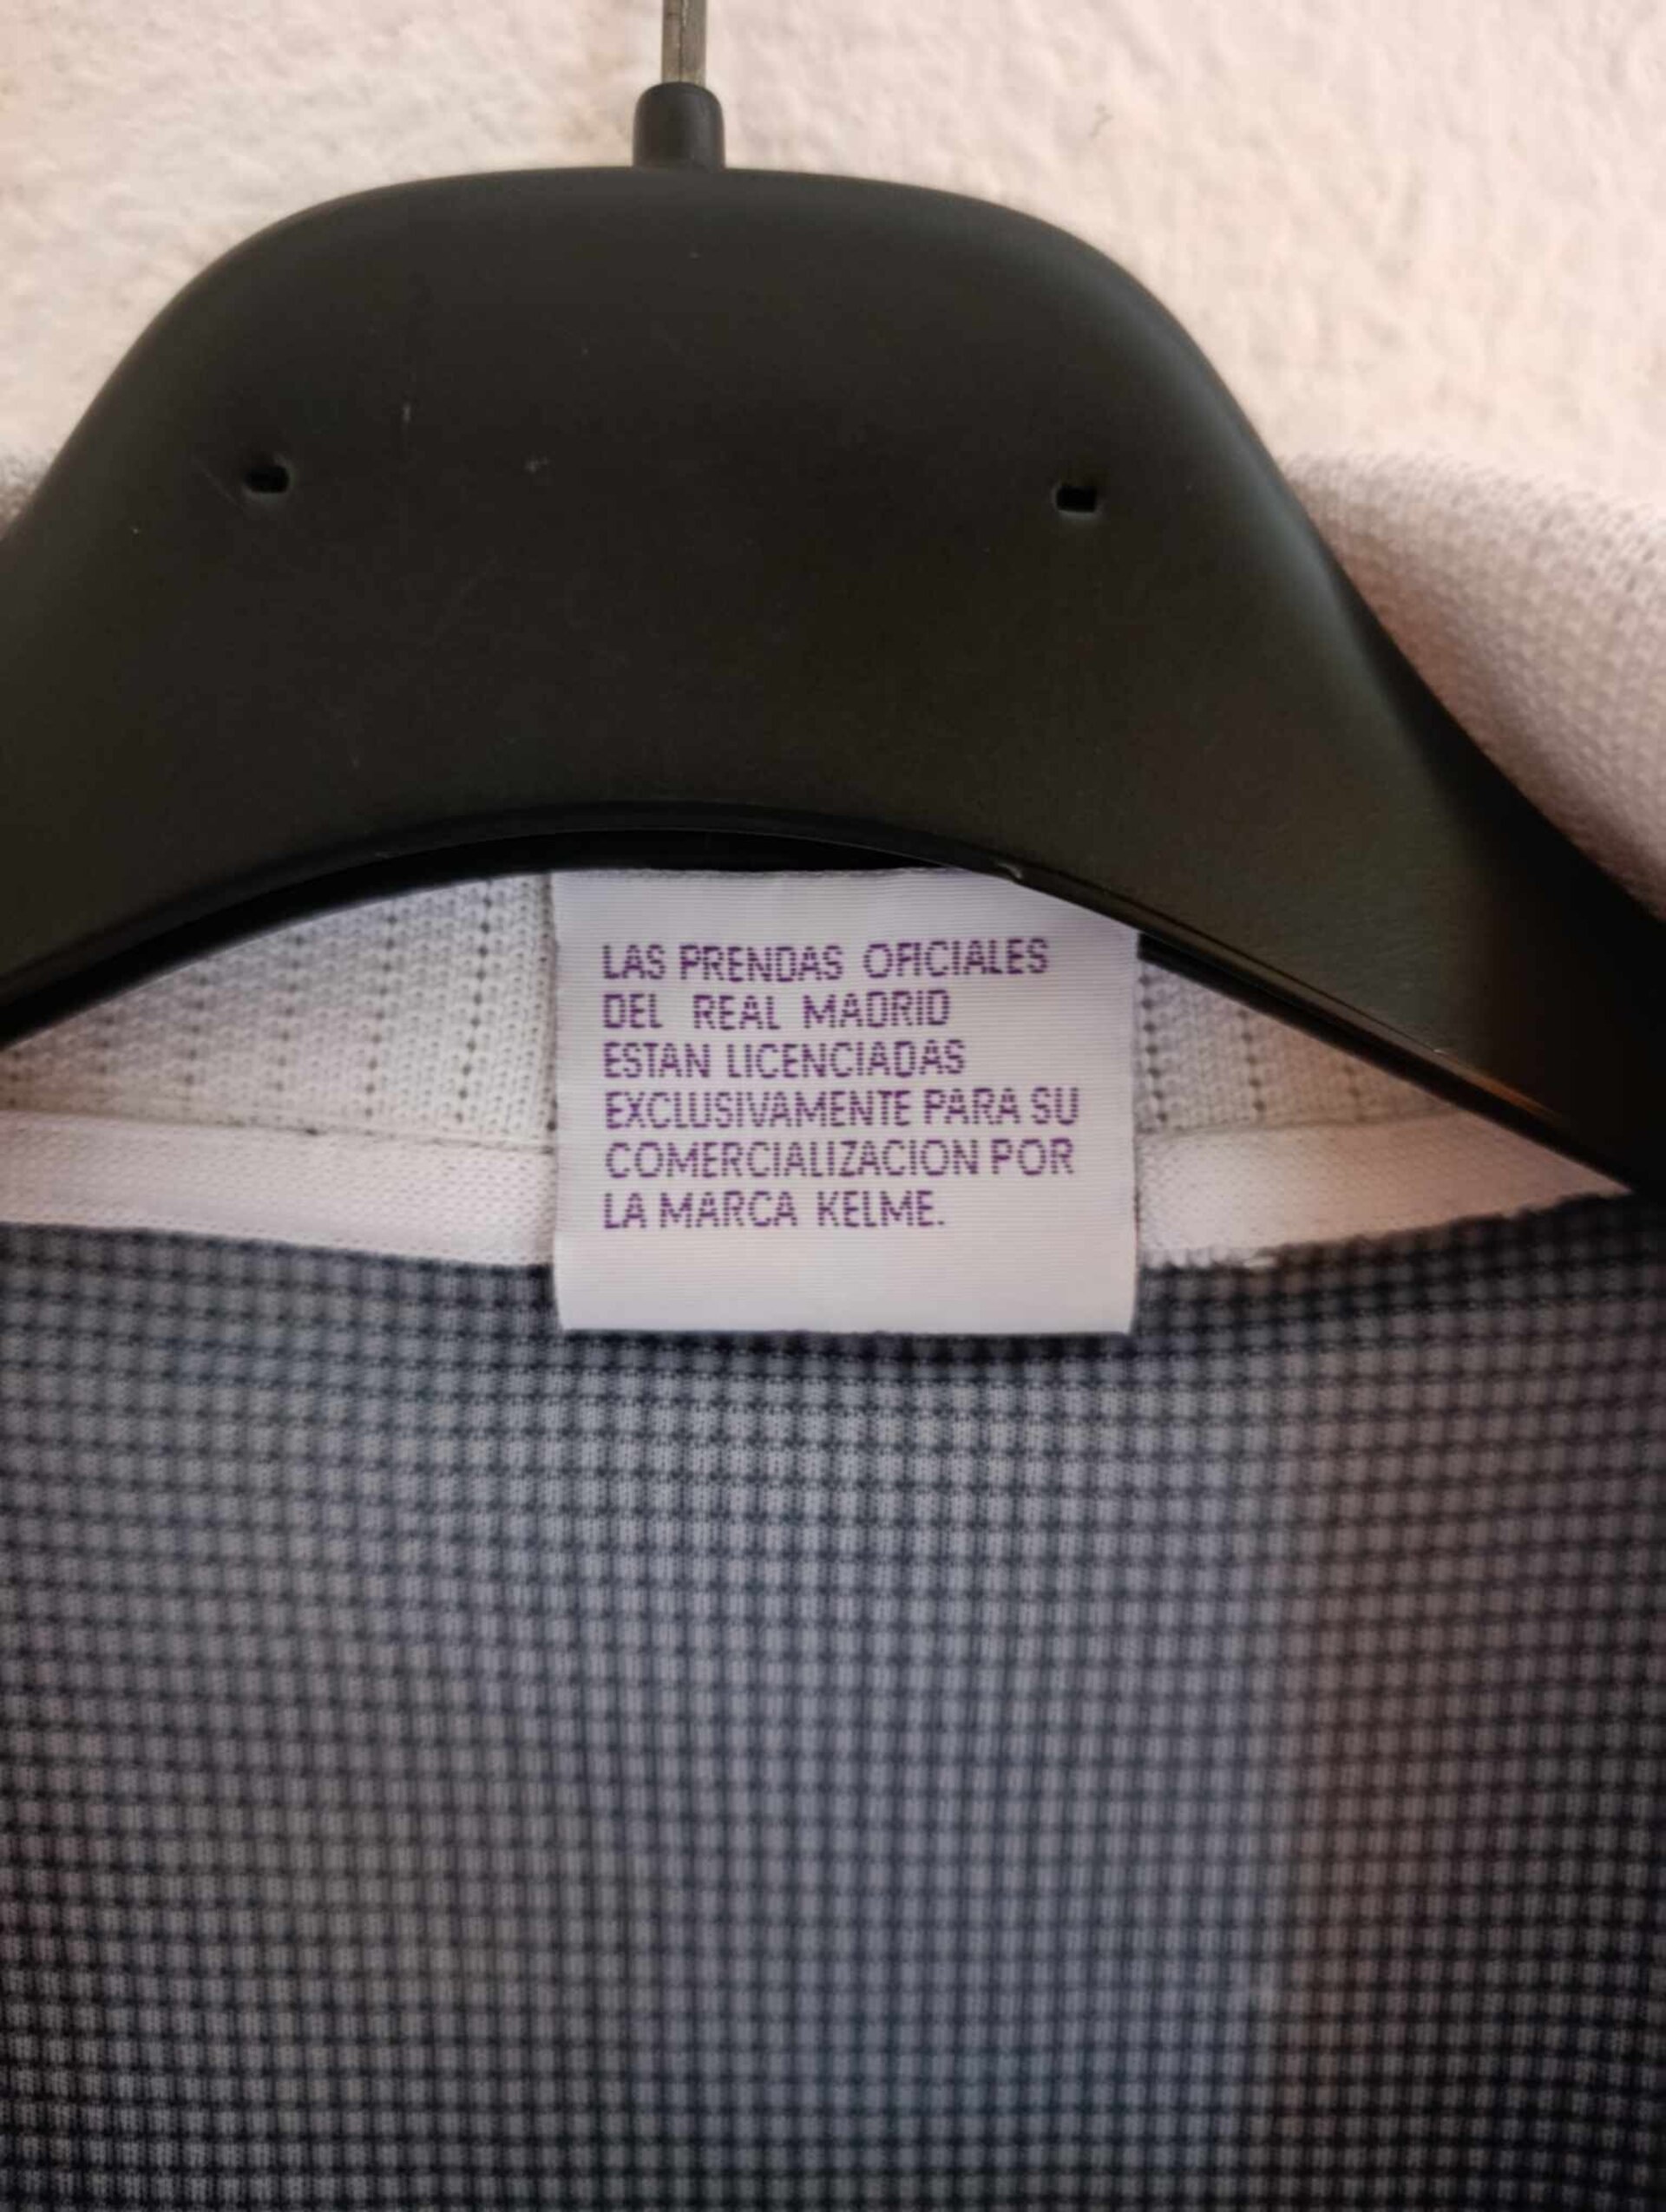 LAS PRENDAS OFICIALES
DEL REAL MADRID
ESTAN LICENCIADAS
EXCLUSIVAMENTE PARA SU
COMERCIALIZACION POR
LA MARCA KELME.